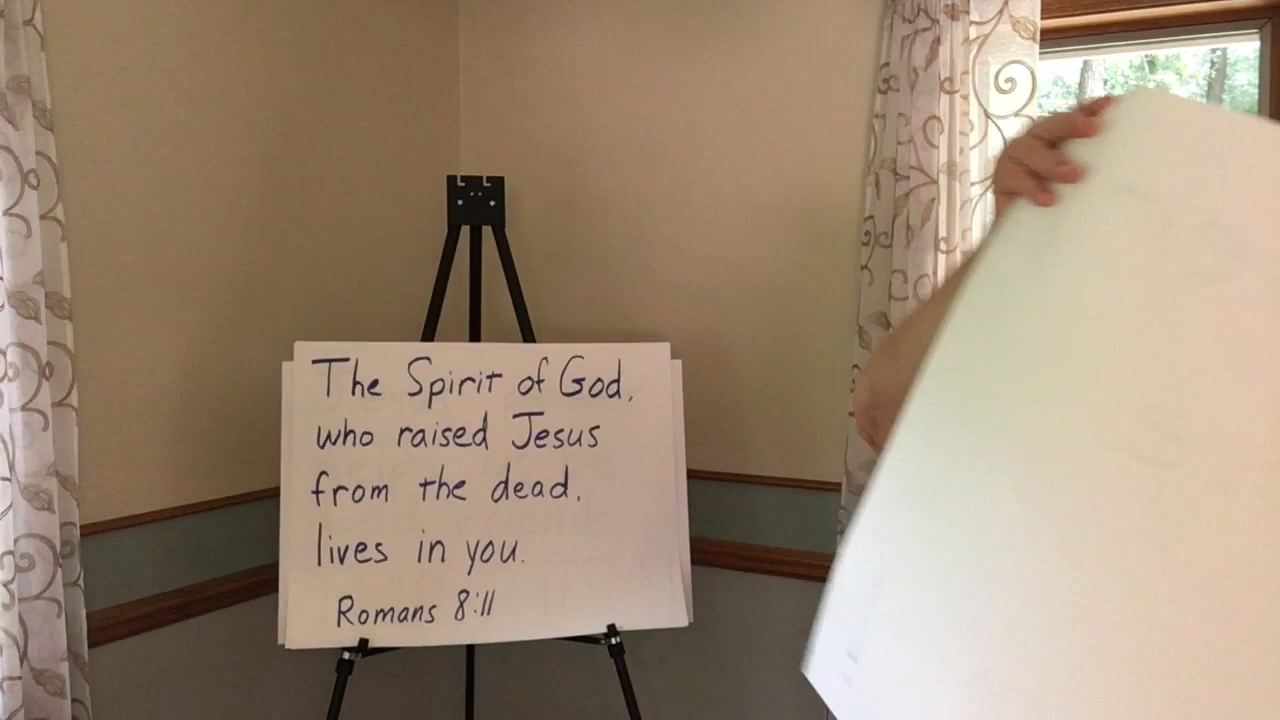 The Spirit of God,
who raised Jesus
from the dead,
lives in you.
Romans 8:11